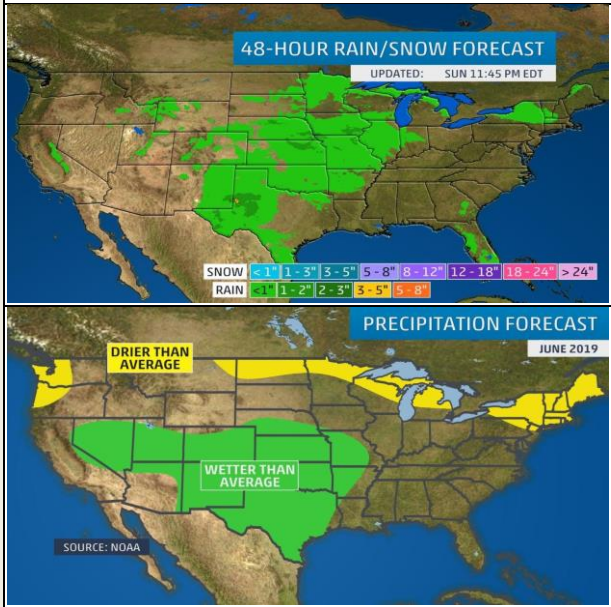 48-HOUR RAIN/SNOW FORECAST
UPDATED: SUN 11:45 PM EDT
SNOW <1" 1 - 3" 3 - 5" 5 - 8" 8 - 12" 12 - 18" 18 - 24" > 24"
RAIN <1" 1 - 2" 2 - 3" 3 - 5" 5 - 8"
PRECIPITATION FORECAST
JUNE 2019
DRIER THAN
AVERAGE
WETTER THAN
AVERAGE
SOURCE: NOAA